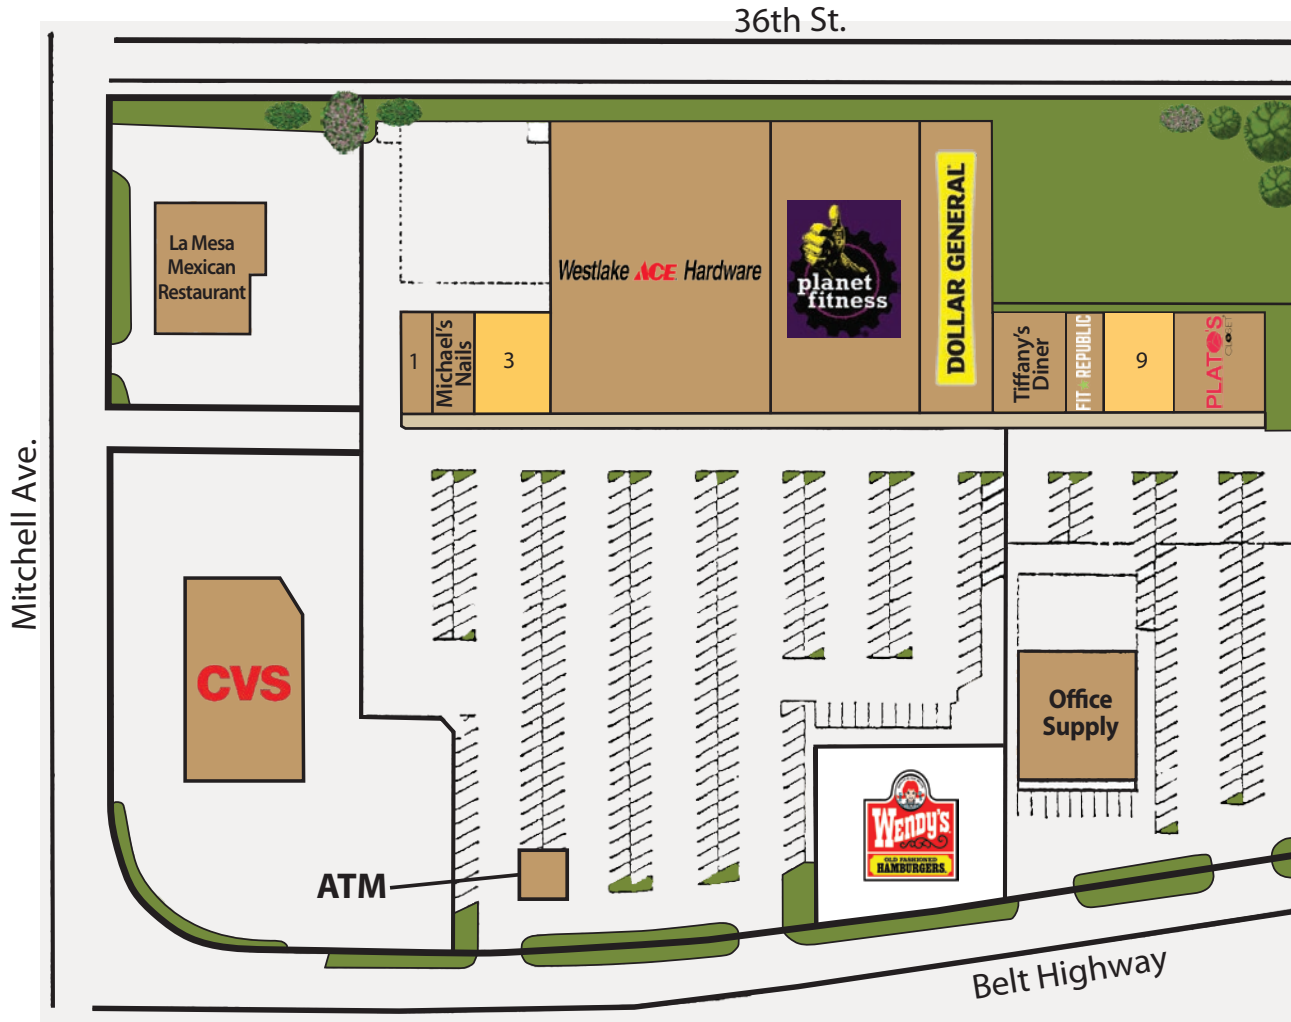 36th St.
La Mesa
Mexican
Restaurant
Westlake ACE Hardware
planet
fitness
DOLLAR GENERAL
1
Michael's
Nails
3
Tiffany's
Diner
FIT REPUBLIC
9
PLATO'S
CLOSET
Mitchell Ave.
CVS
Office
Supply
WENDY'S
OLD FASHIONED
HAMBURGERS.
ATM
Belt Highway